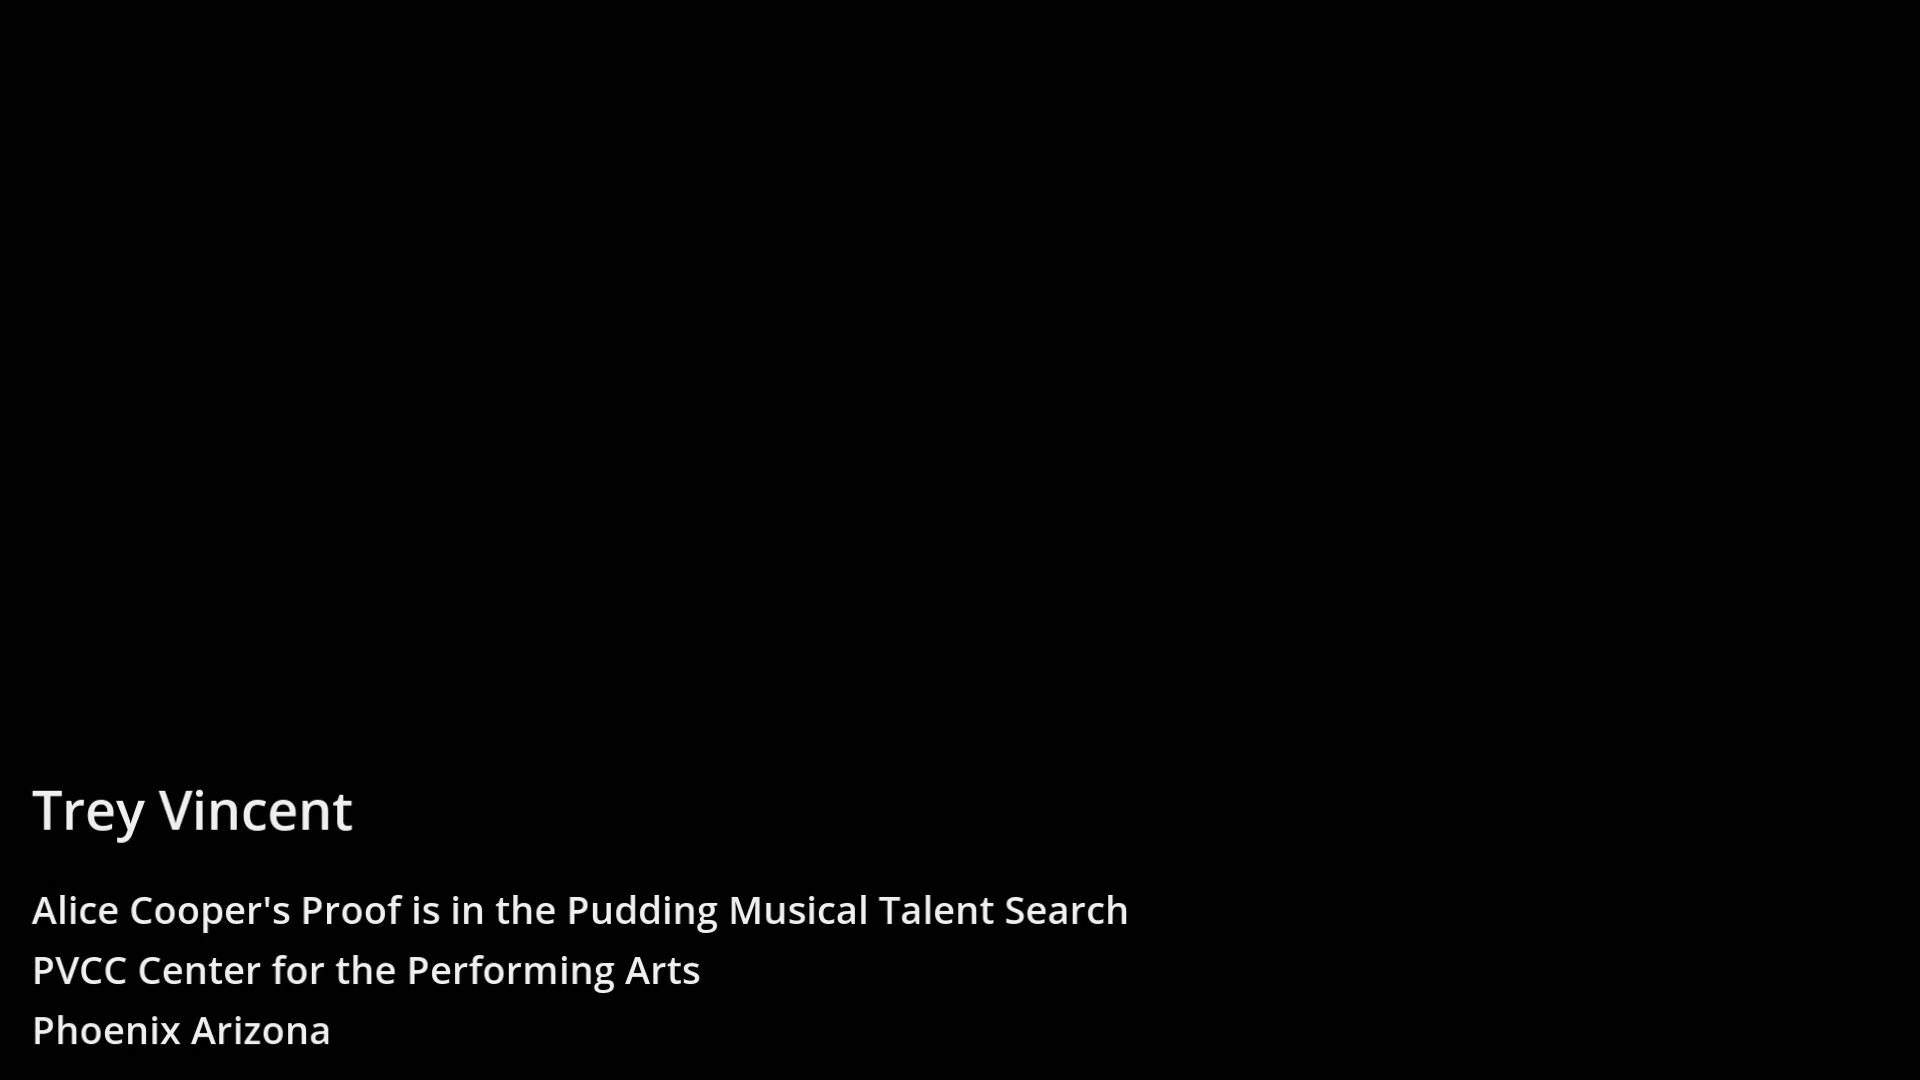 Trey Vincent
Alice Cooper's Proof is in the Pudding Musical Talent Search
PVCC Center for the Performing Arts
Phoenix Arizona